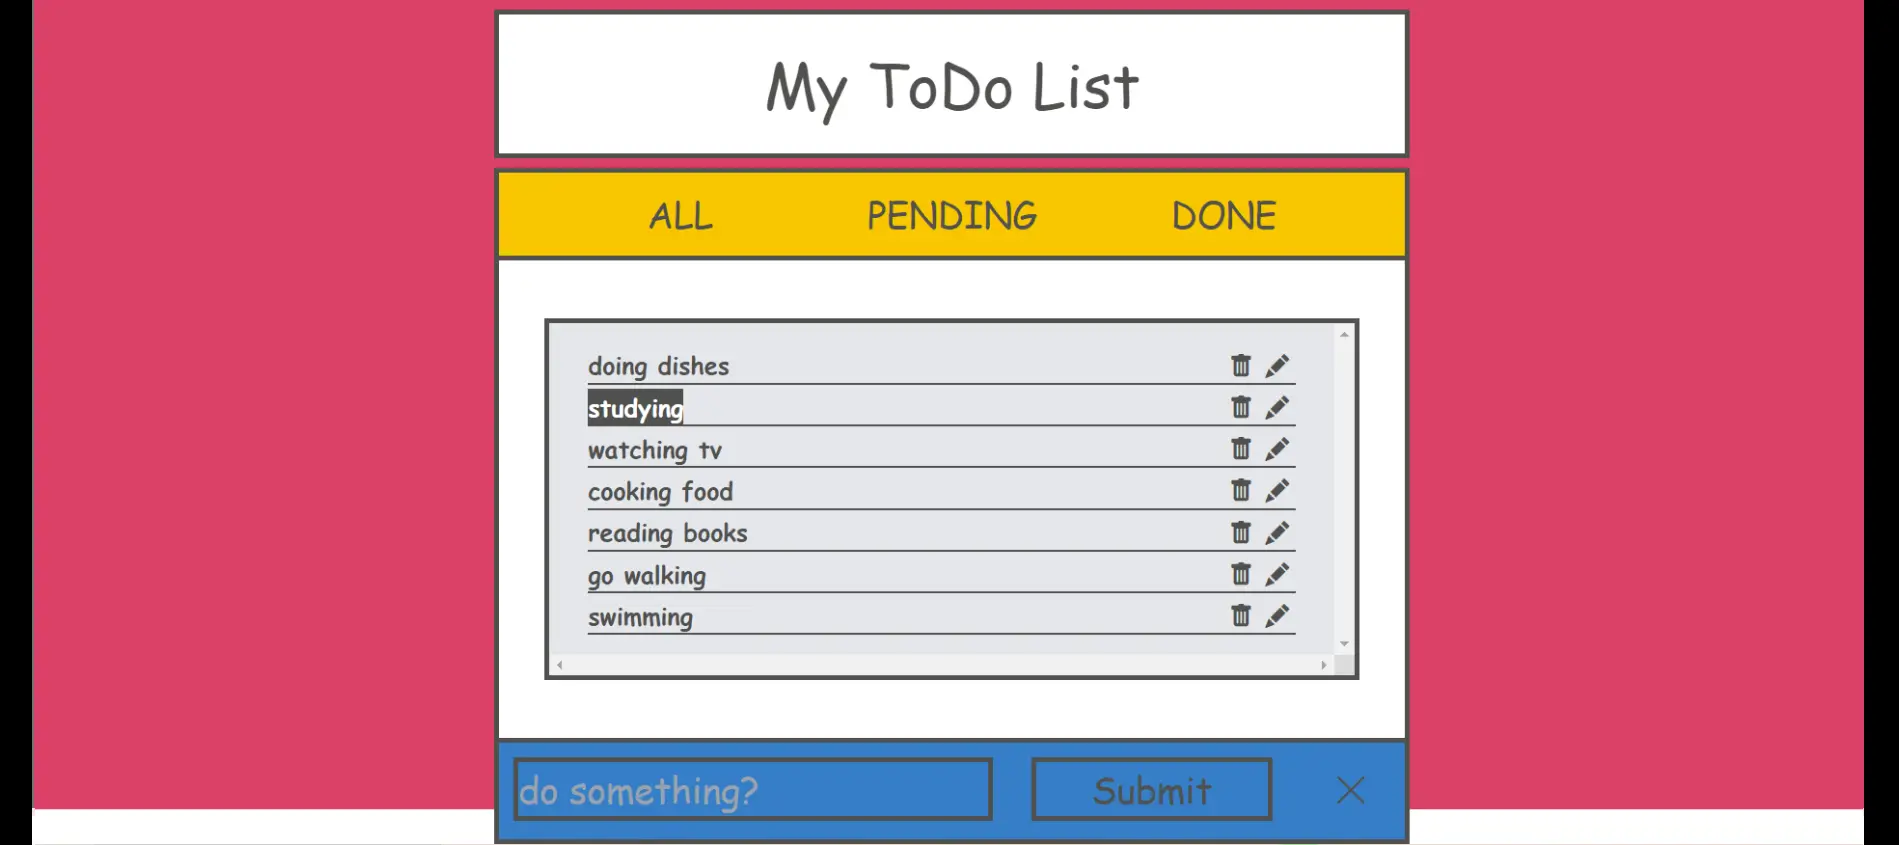 My ToDo List
ALL PENDING DONE
doing dishes
studying
watching tv
cooking food
reading books
go walking
swimming
do something? Submit